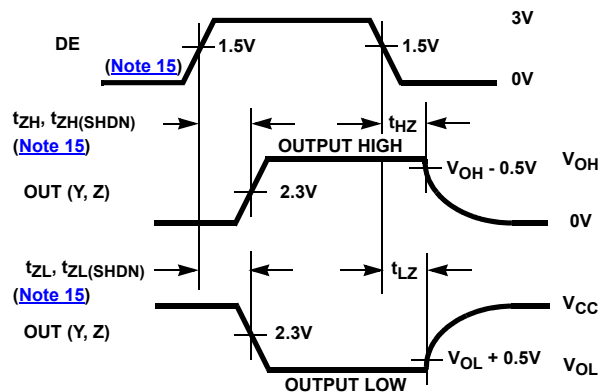 3V
DE
(Note 15)
1.5V
1.5V
0V
tZH, tZH(SHDN)
(Note 15)
tHZ
OUTPUT HIGH
VOH - 0.5V
VOH
OUT (Y, Z)
2.3V
0V
tZL, tZL(SHDN)
(Note 15)
tLZ
VCC
OUT (Y, Z)
2.3V
VOL + 0.5V
VOL
OUTPUT LOW